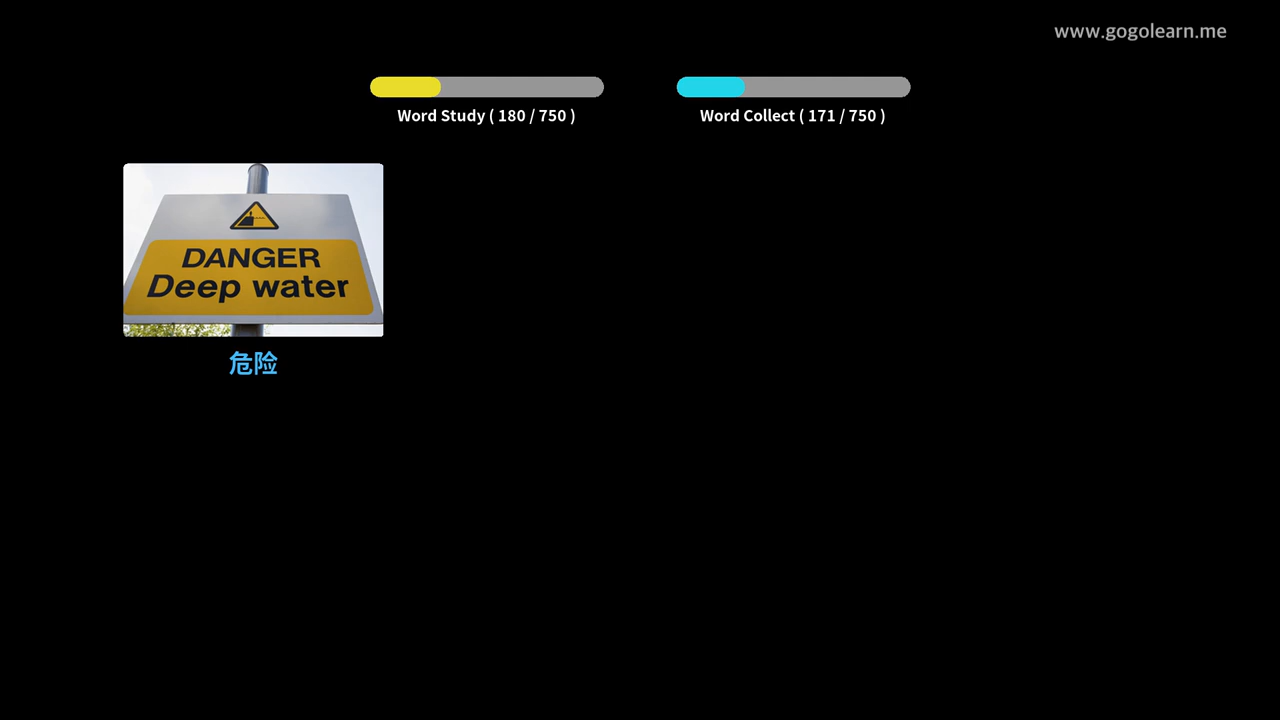 www.gogolearn.me
Word Study ( 180 / 750 )
Word Collect ( 171 / 750 )
DANGER
Deep water
危险